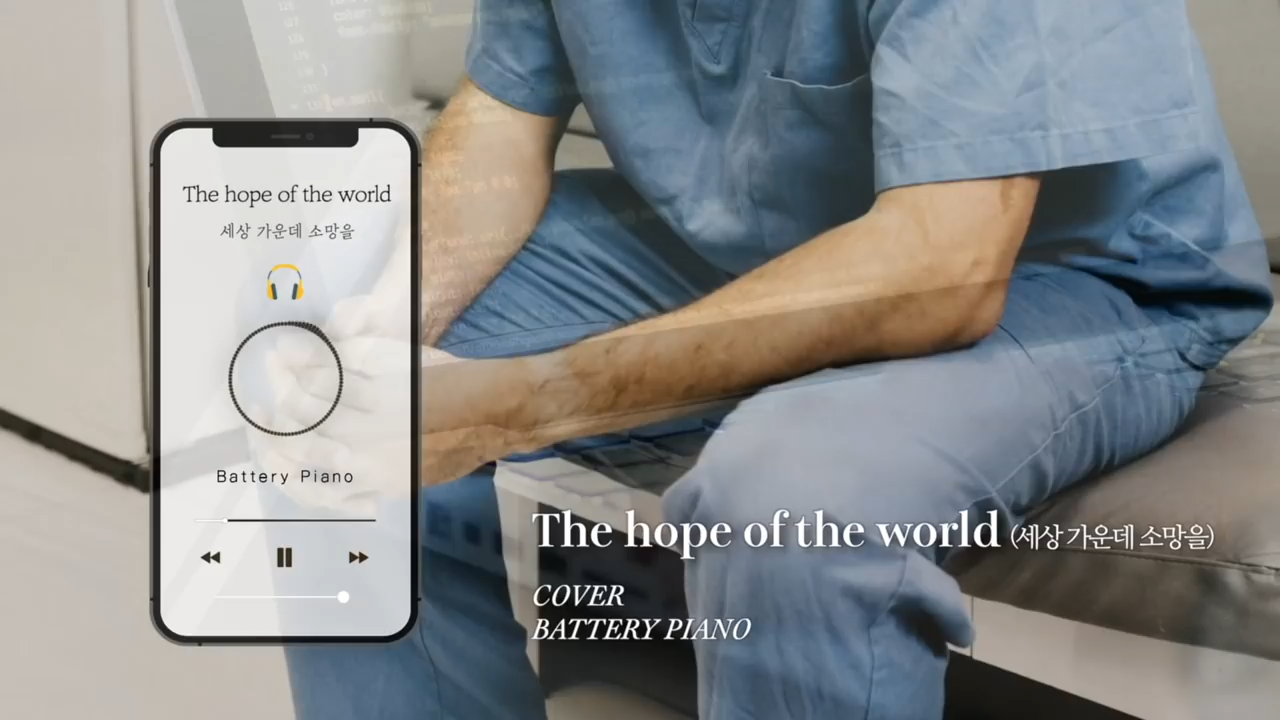 The hope of the world
세상 가운데 소망을
Battery Piano
The hope of the world (세상 가운데 소망을)
COVER
BATTERY PIANO